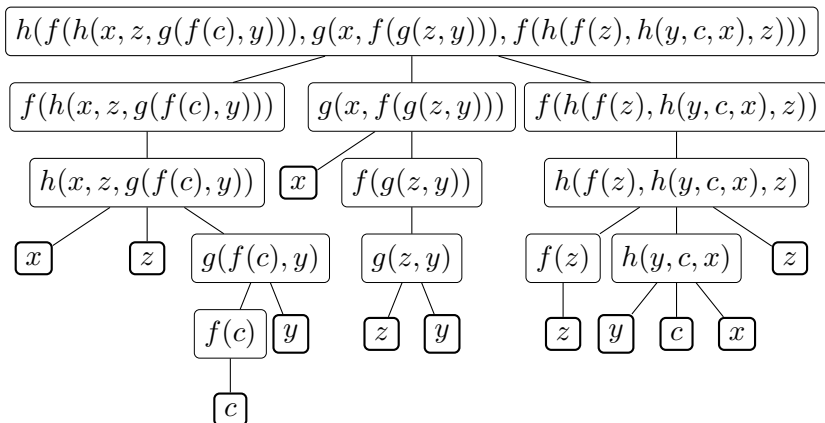 h(f(h(x, z, g(f(c), y))), g(x, f(g(z, y))), f(h(f(z), h(y, c, x), z)))
f(h(x, z, g(f(c), y))) g(x, f(g(z, y))) f(h(f(z), h(y, c, x), z))
h(x, z, g(f(c), y)) x f(g(z, y)) h(f(z), h(y, c, x), z)
x z g(f(c), y) g(z, y) f(z) h(y, c, x) z
f(c) y z y z y c x
c